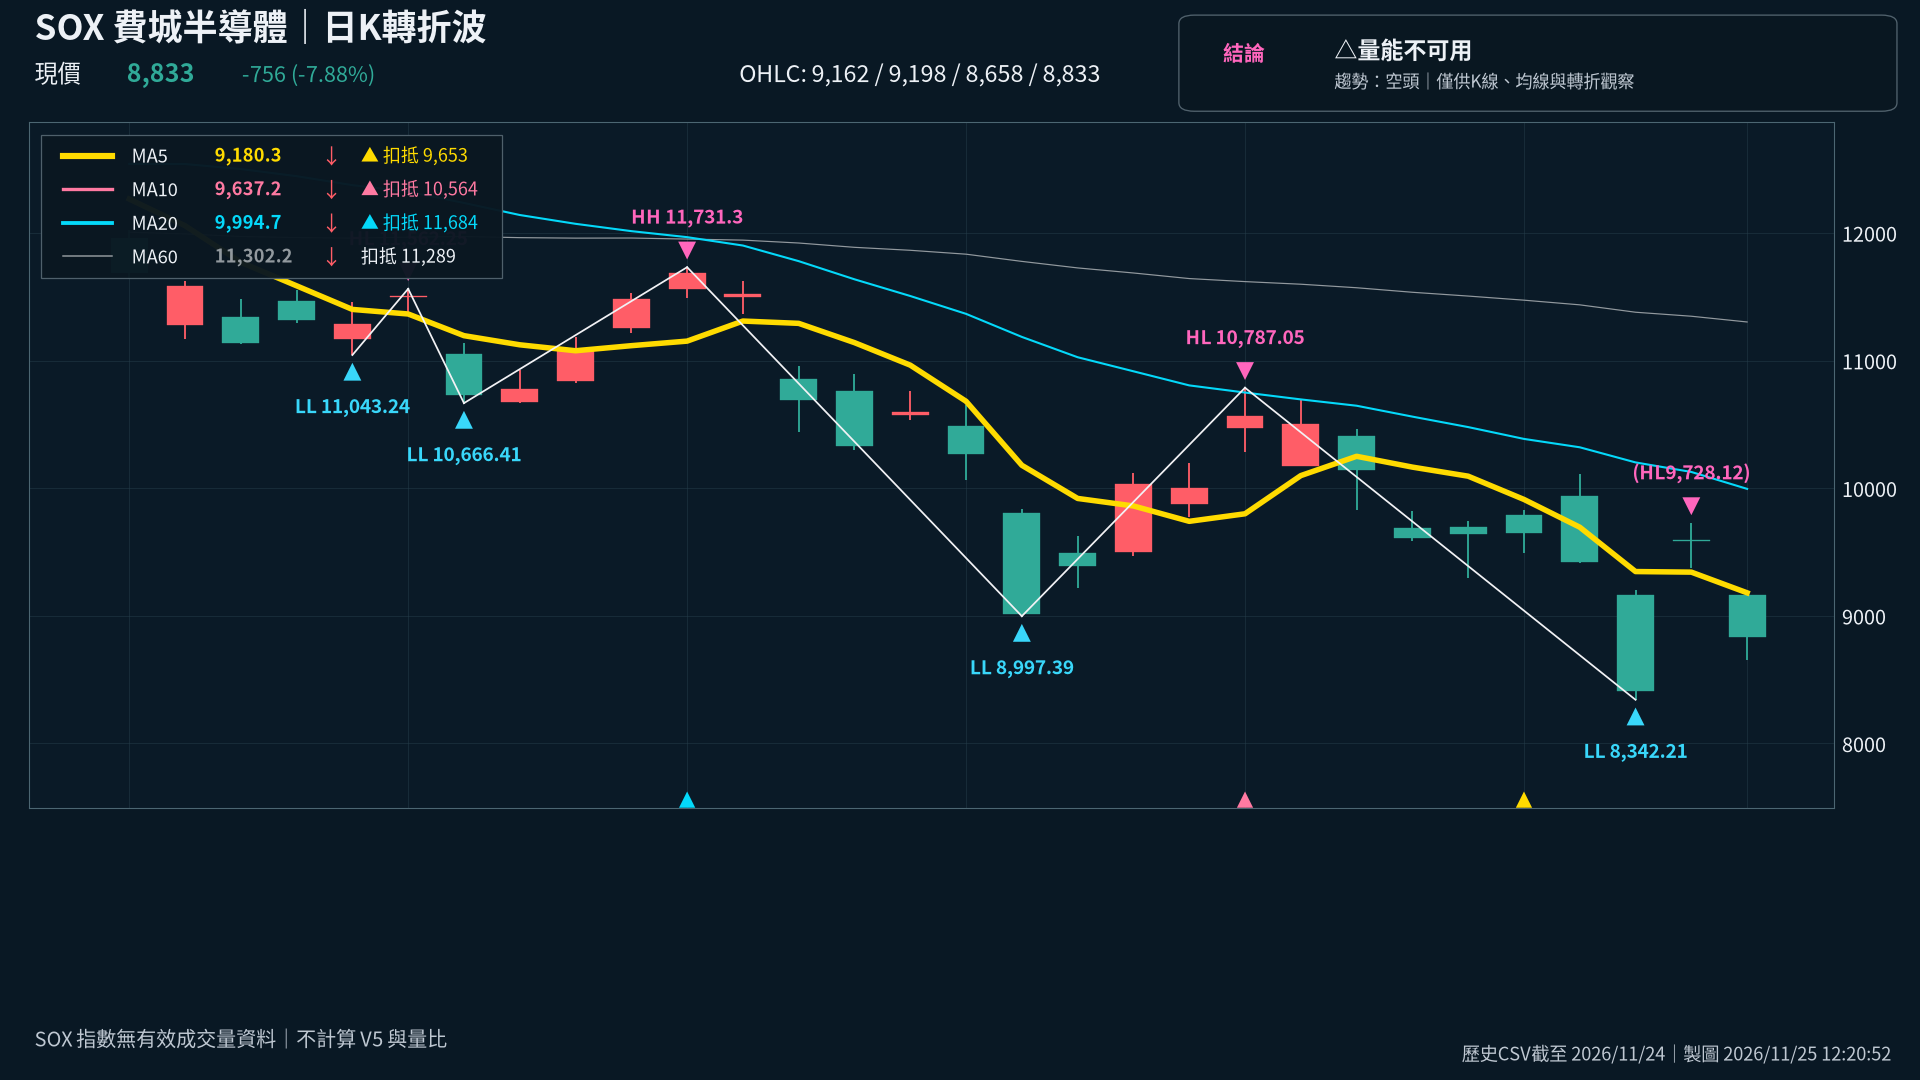 SOX 費城半導體｜日K轉折波
現價 8,833 -756 (-7.88%)
OHLC: 9,162 / 9,198 / 8,658 / 8,833
結論
△量能不可用
趨勢：空頭｜僅供K線、均線與轉折觀察
MA5 9,180.3 ↓ ▲扣抵 9,653
MA10 9,637.2 ↓ ▲扣抵 10,564
MA20 9,994.7 ↓ ▲扣抵 11,684
MA60 11,302.2 ↓ 扣抵 11,289
HH 11,731.3
HL 10,787.05
(HL9,728.12)
LL 11,043.24
LL 10,666.41
LL 8,997.39
LL 8,342.21
12000
11000
10000
9000
8000
SOX 指數無有效成交量資料｜不計算 V5 與量比
歷史CSV截至 2026/11/24｜製圖 2026/11/25 12:20:52